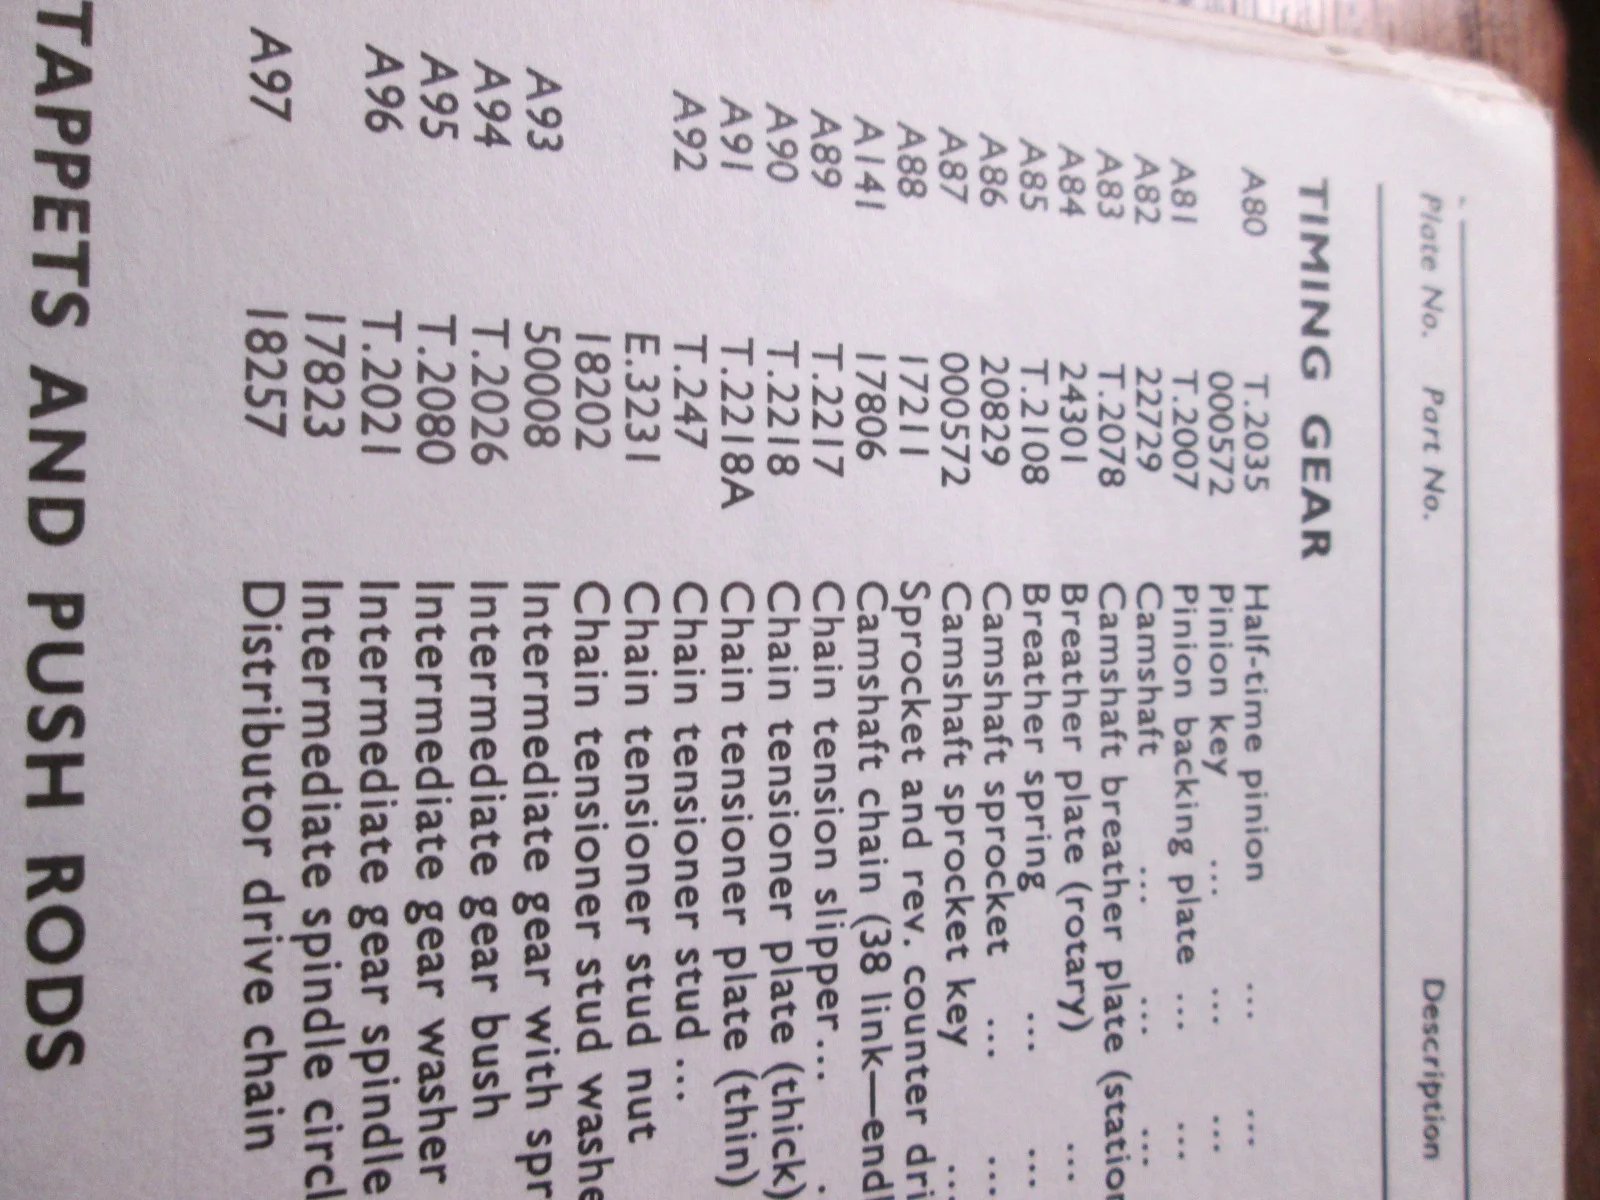 Plate No. Part No. Description
TIMING GEAR
A80 T.2035 Half-time pinion ... ...
000572 Pinion key ... ... ...
A81 T.2007 Pinion backing plate ... ...
A82 22729 Camshaft ... ... ...
A83 T.2078 Camshaft breather plate (station
A84 24301 Breather plate (rotary) ...
A85 T.2108 Breather spring ... ...
A86 20829 Camshaft sprocket ... ...
A87 000572 Camshaft sprocket key ...
A88 17211 Sprocket and rev. counter dri
A141 17806 Camshaft chain (38 link—endl
A89 T.2217 Chain tension slipper ... .
A90 T.2218 Chain tensioner plate (thick)
A91 T.2218A Chain tensioner plate (thin)
A92 T.247 Chain tensioner stud ...
E.3231 Chain tensioner stud nut
18202 Chain tensioner stud washe
A93 50008 Intermediate gear with spr
A94 T.2026 Intermediate gear bush
A95 T.2080 Intermediate gear washer
A96 T.2021 Intermediate gear spindle
17823 Intermediate spindle circl
A97 18257 Distributor drive chain
TAPPETS AND PUSH RODS